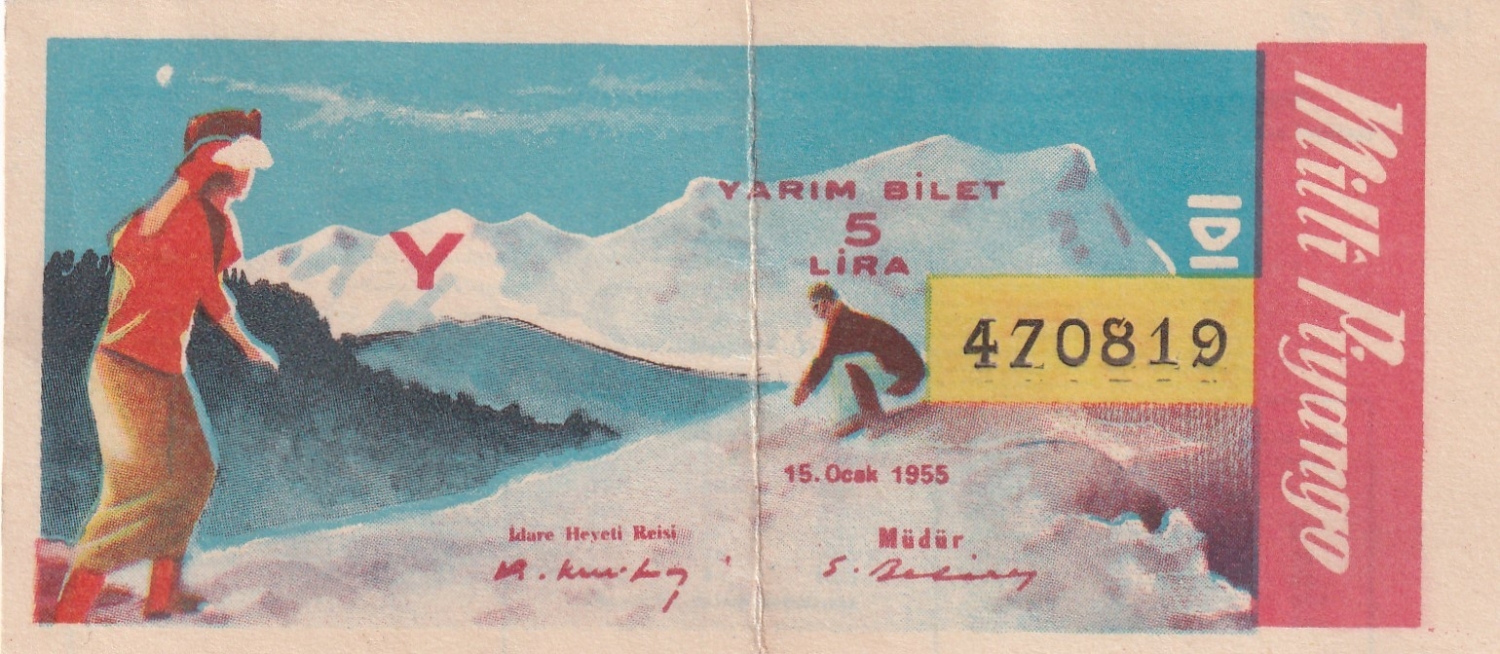 YARIM BİLET
Y
5
LİRA
IDI
470819
Milli Piyango
15. Ocak 1955
İdare Heyeti Reisi
Müdür